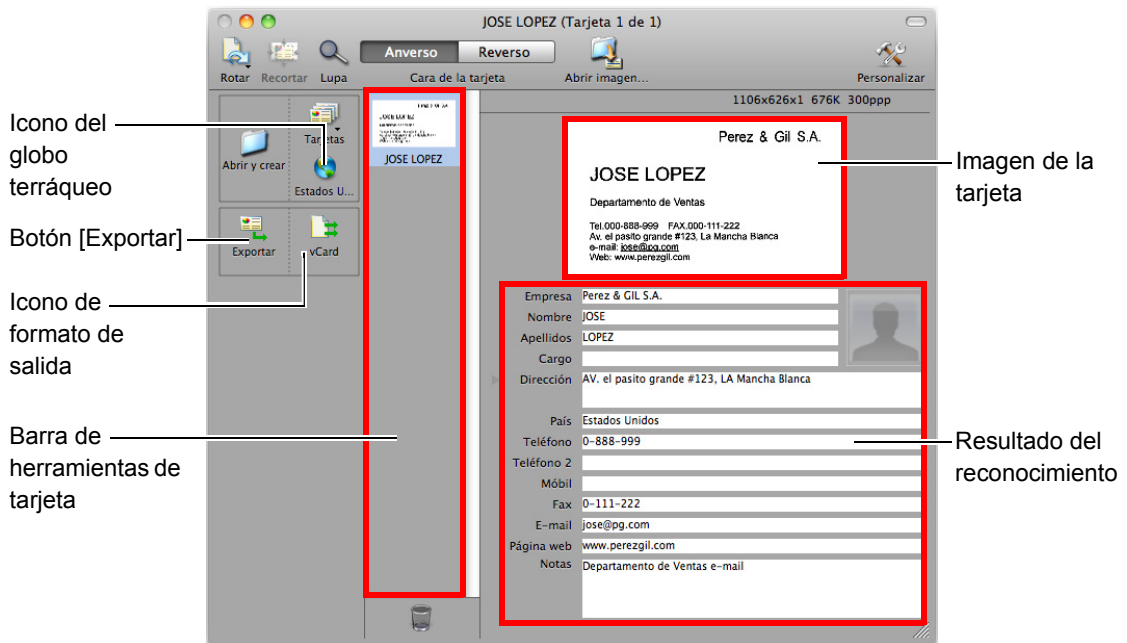 JOSE LOPEZ (Tarjeta 1 de 1)
Rotar Recortar Lupa
Anverso Reverso
Cara de la tarjeta
Abrir imagen...
Personalizar
Icono del
globo
terráqueo
Botón [Exportar]
Icono de
formato de
salida
Barra de
herramientas de
tarjeta
Abrir y crear
Tarjetas
Estados U...
Exportar
vCard
JOSE LOPEZ
JOSE LOPEZ
1106x626x1 676K 300ppp
Perez & Gil S.A.
JOSE LOPEZ
Departamento de Ventas
Tel.000-888-999 FAX.000-111-222
Av. el pasito grande #123, La Mancha Blanca
e-mail: jose@pg.com
Web: www.perezgil.com
Imagen de la
tarjeta
Empresa Perez & GIL S.A.
Nombre JOSE
Apellidos LOPEZ
Cargo
Dirección AV. el pasito grande #123, LA Mancha Blanca
País Estados Unidos
Teléfono 0-888-999
Teléfono 2
Móbil
Fax 0-111-222
E-mail jose@pg.com
Página web www.perezgil.com
Notas Departamento de Ventas e-mail
Resultado del
reconocimiento